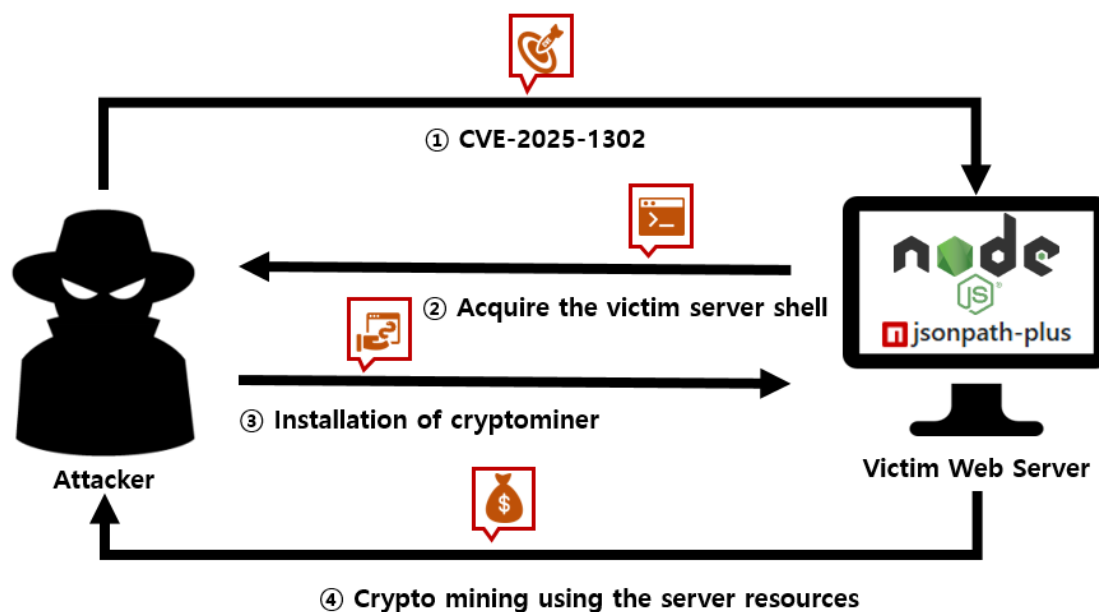 ① CVE-2025-1302
② Acquire the victim server shell
node
JS
®
n jsonpath-plus
③ Installation of cryptominer
Attacker
Victim Web Server
$
④ Crypto mining using the server resources